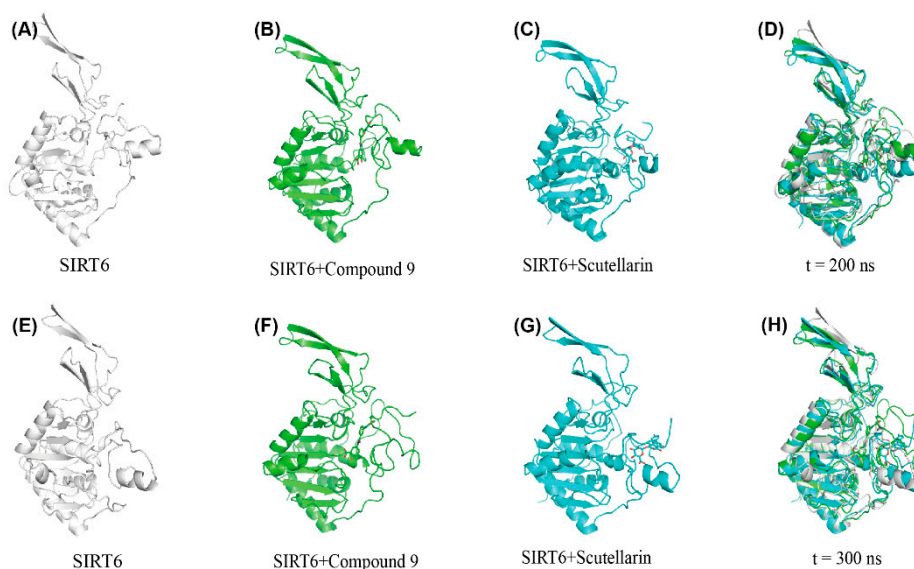 (A)
(B)
(C)
(D)
SIRT6
SIRT6+Compound 9
SIRT6+Scutellarin
t = 200 ns
(E)
(F)
(G)
(H)
SIRT6
SIRT6+Compound 9
SIRT6+Scutellarin
t = 300 ns